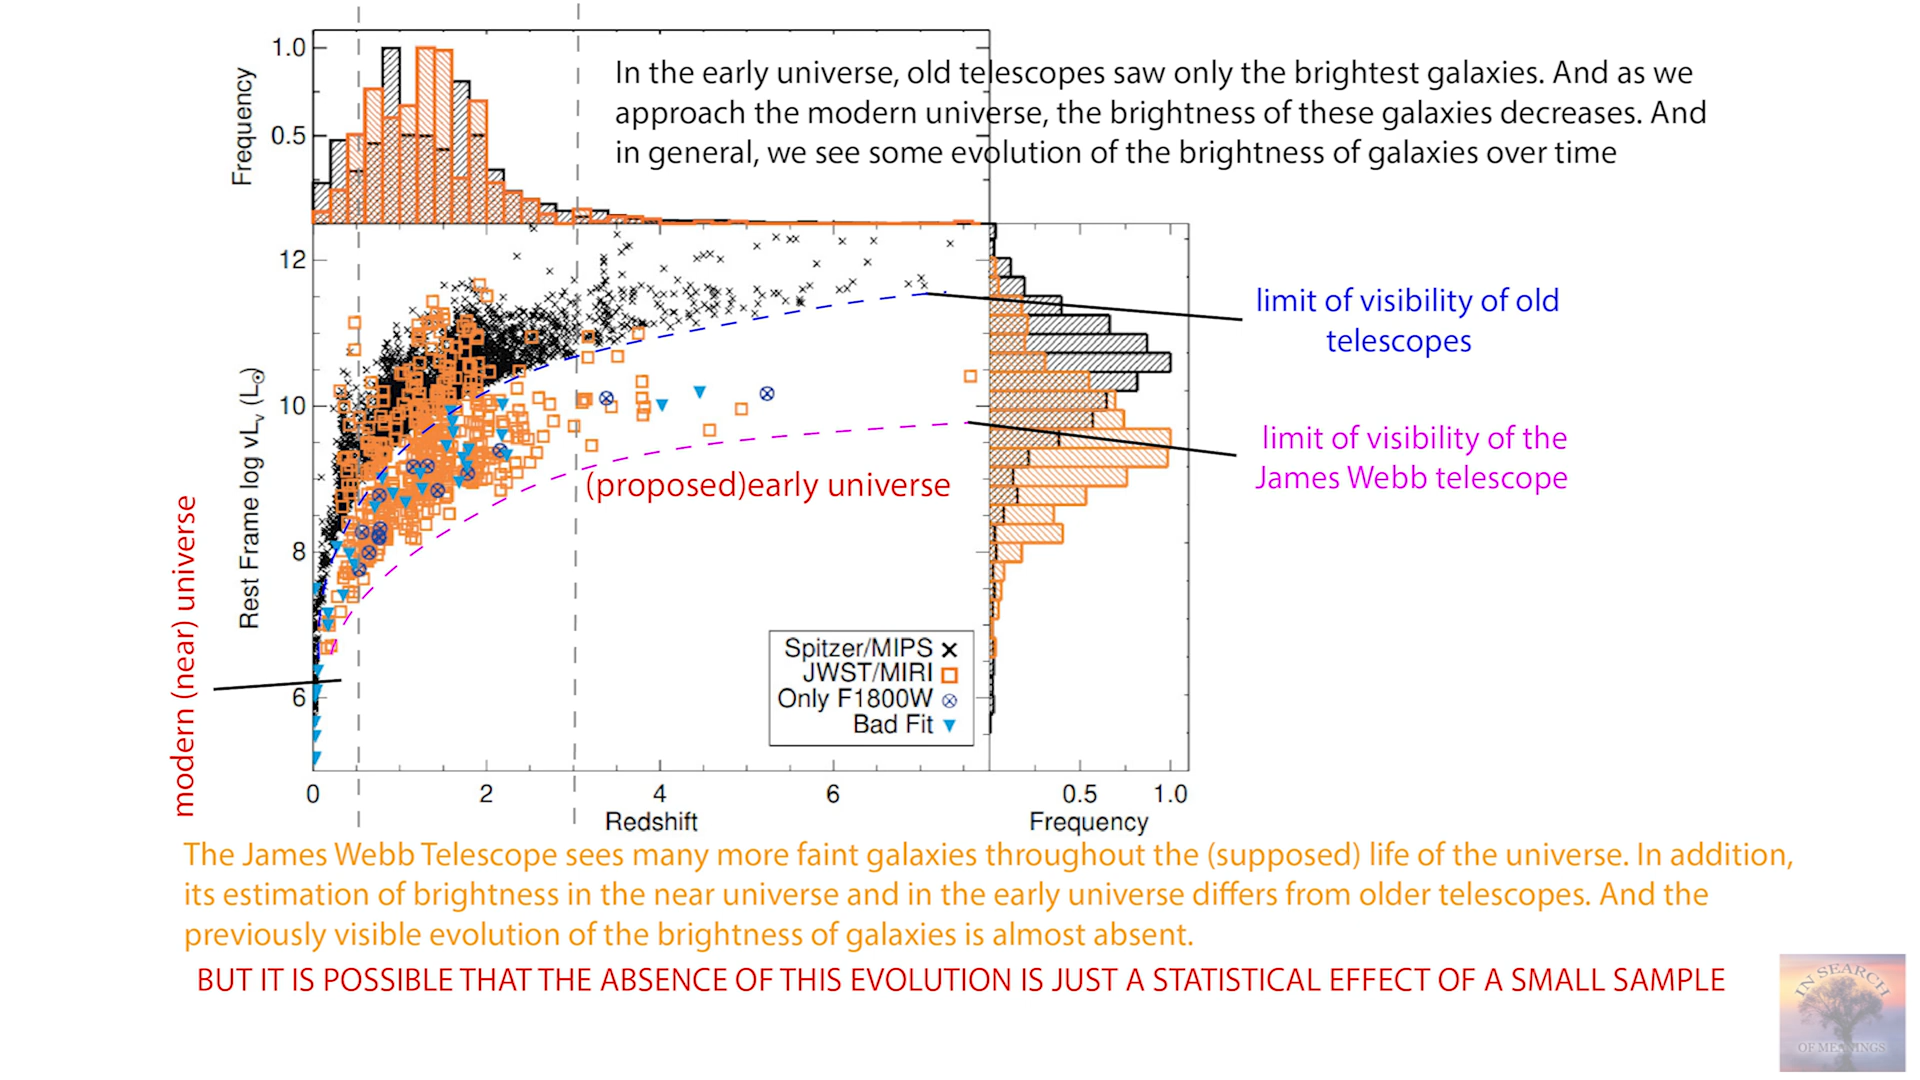 1.0
0.5
Frequency
In the early universe, old telescopes saw only the brightest galaxies. And as we
approach the modern universe, the brightness of these galaxies decreases. And
in general, we see some evolution of the brightness of galaxies over time
12
10
8
6
Rest Frame log νLᵥ (L☉)
limit of visibility of old
telescopes
limit of visibility of the
James Webb telescope
(proposed)early universe
modern (near) universe
Spitzer/MIPS
JWST/MIRI
Only F1800W
Bad Fit
0 2 4 6
Redshift
0.5 1.0
Frequency
The James Webb Telescope sees many more faint galaxies throughout the (supposed) life of the universe. In addition,
its estimation of brightness in the near universe and in the early universe differs from older telescopes. And the
previously visible evolution of the brightness of galaxies is almost absent.
BUT IT IS POSSIBLE THAT THE ABSENCE OF THIS EVOLUTION IS JUST A STATISTICAL EFFECT OF A SMALL SAMPLE
IN SEARCH
OF MEANINGS